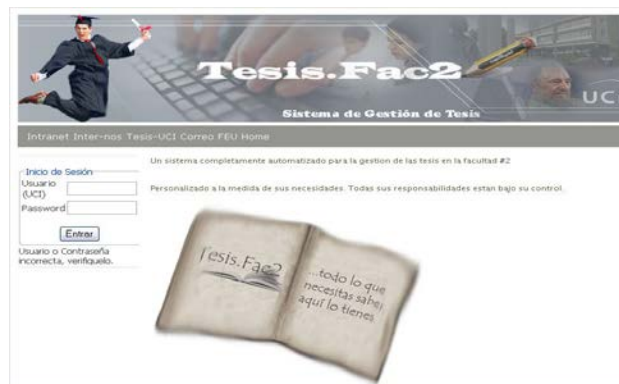 Tesis.Fac2
Sistema de Gestión de Tesis
UC
Intranet Inter-nos Tesis-UCI Correo FEU Home
Un sistema completamente automatizado para la gestion de las tesis en la facultad #2
Personalizado a la medida de sus necesidades. Todas sus responsabilidades estan bajo su control.
Inicio de Sesión
Usuario
(UCI)
Password
Entrar
Usuario o Contraseña
incorrecta, verifiquelo.
Tesis.Fac2
...todo lo que
necesitas saber
aquí lo tienes